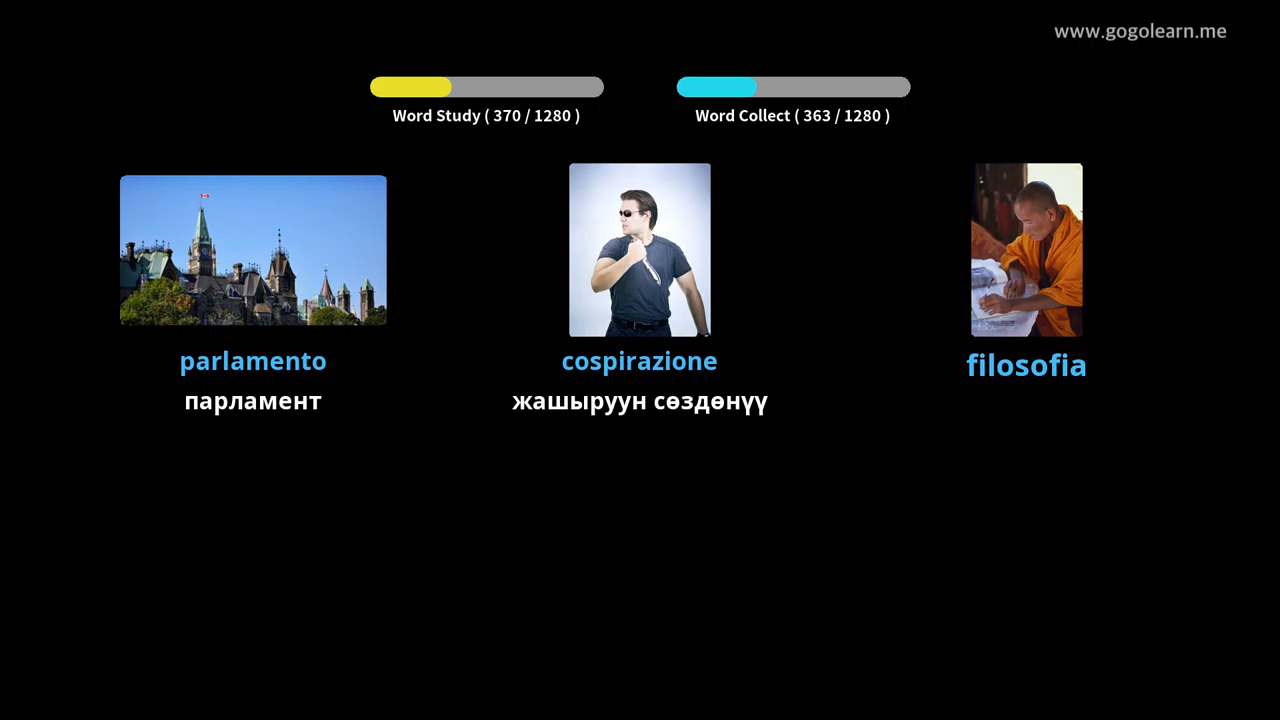 www.gogolearn.me
Word Study ( 370 / 1280 )
Word Collect ( 363 / 1280 )
parlamento
cospirazione
filosofia
парламент
жашыруун сөздөнүү